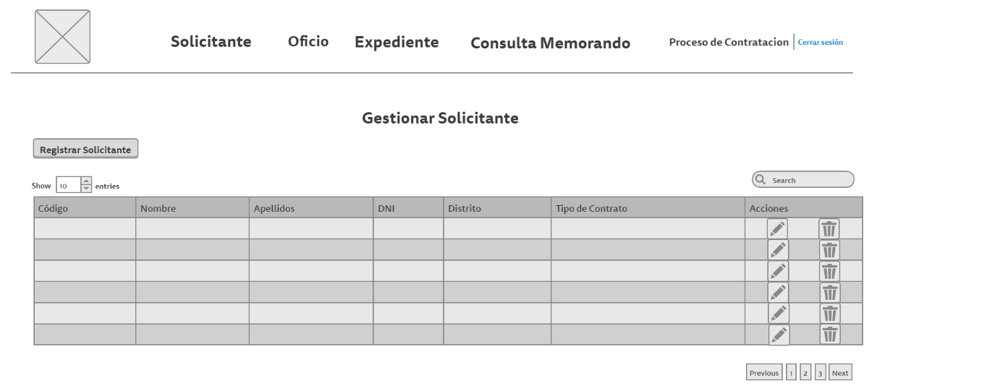 Solicitante Oficio Expediente Consulta Memorando Proceso de Contratacion Cerrar sesión
Gestionar Solicitante
Registrar Solicitante
Show 10 entries Search
Código Nombre Apellidos DNI Distrito Tipo de Contrato Acciones
Previous 1 2 3 Next